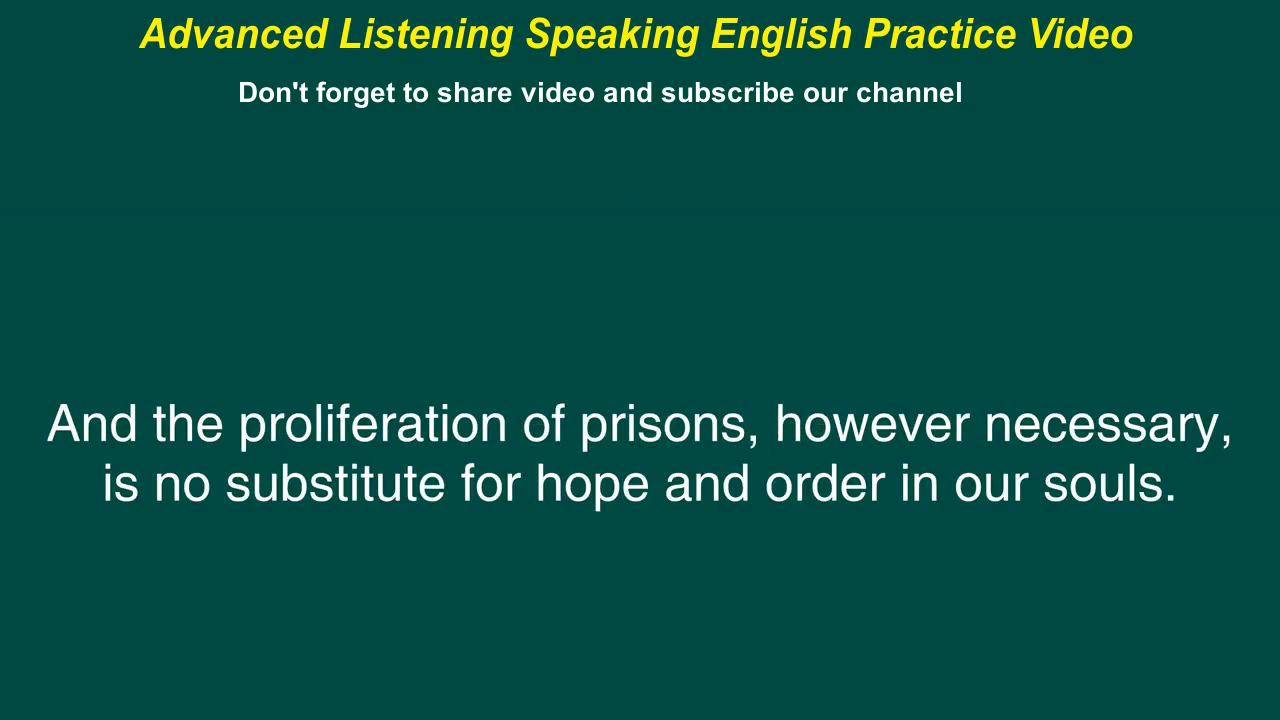 Advanced Listening Speaking English Practice Video
Don't forget to share video and subscribe our channel
And the proliferation of prisons, however necessary,
is no substitute for hope and order in our souls.